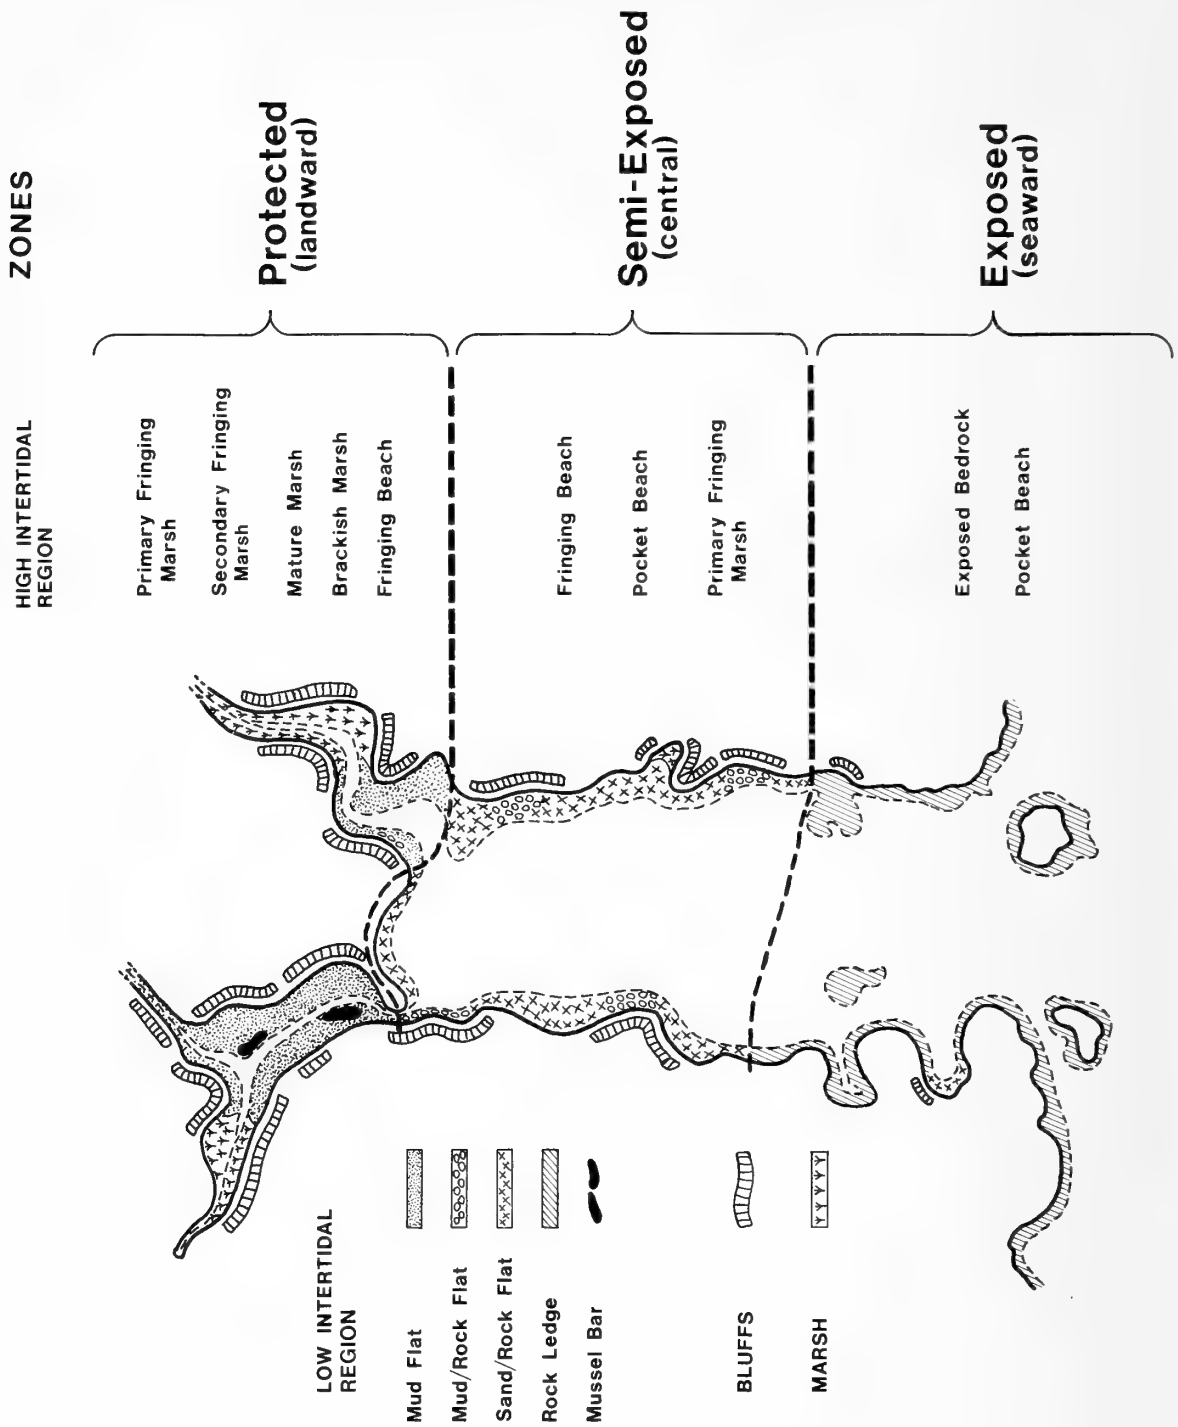 LOW INTERTIDAL
REGION
Mud Flat
Mud/Rock Flat
Sand/Rock Flat
Rock Ledge
Mussel Bar
BLUFFS
MARSH
HIGH INTERTIDAL
REGION
Primary Fringing
Marsh
Secondary Fringing
Marsh
Mature Marsh
Brackish Marsh
Fringing Beach
Fringing Beach
Pocket Beach
Primary Fringing
Marsh
Exposed Bedrock
Pocket Beach
ZONES
Protected
(landward)
Semi-Exposed
(central)
Exposed
(seaward)